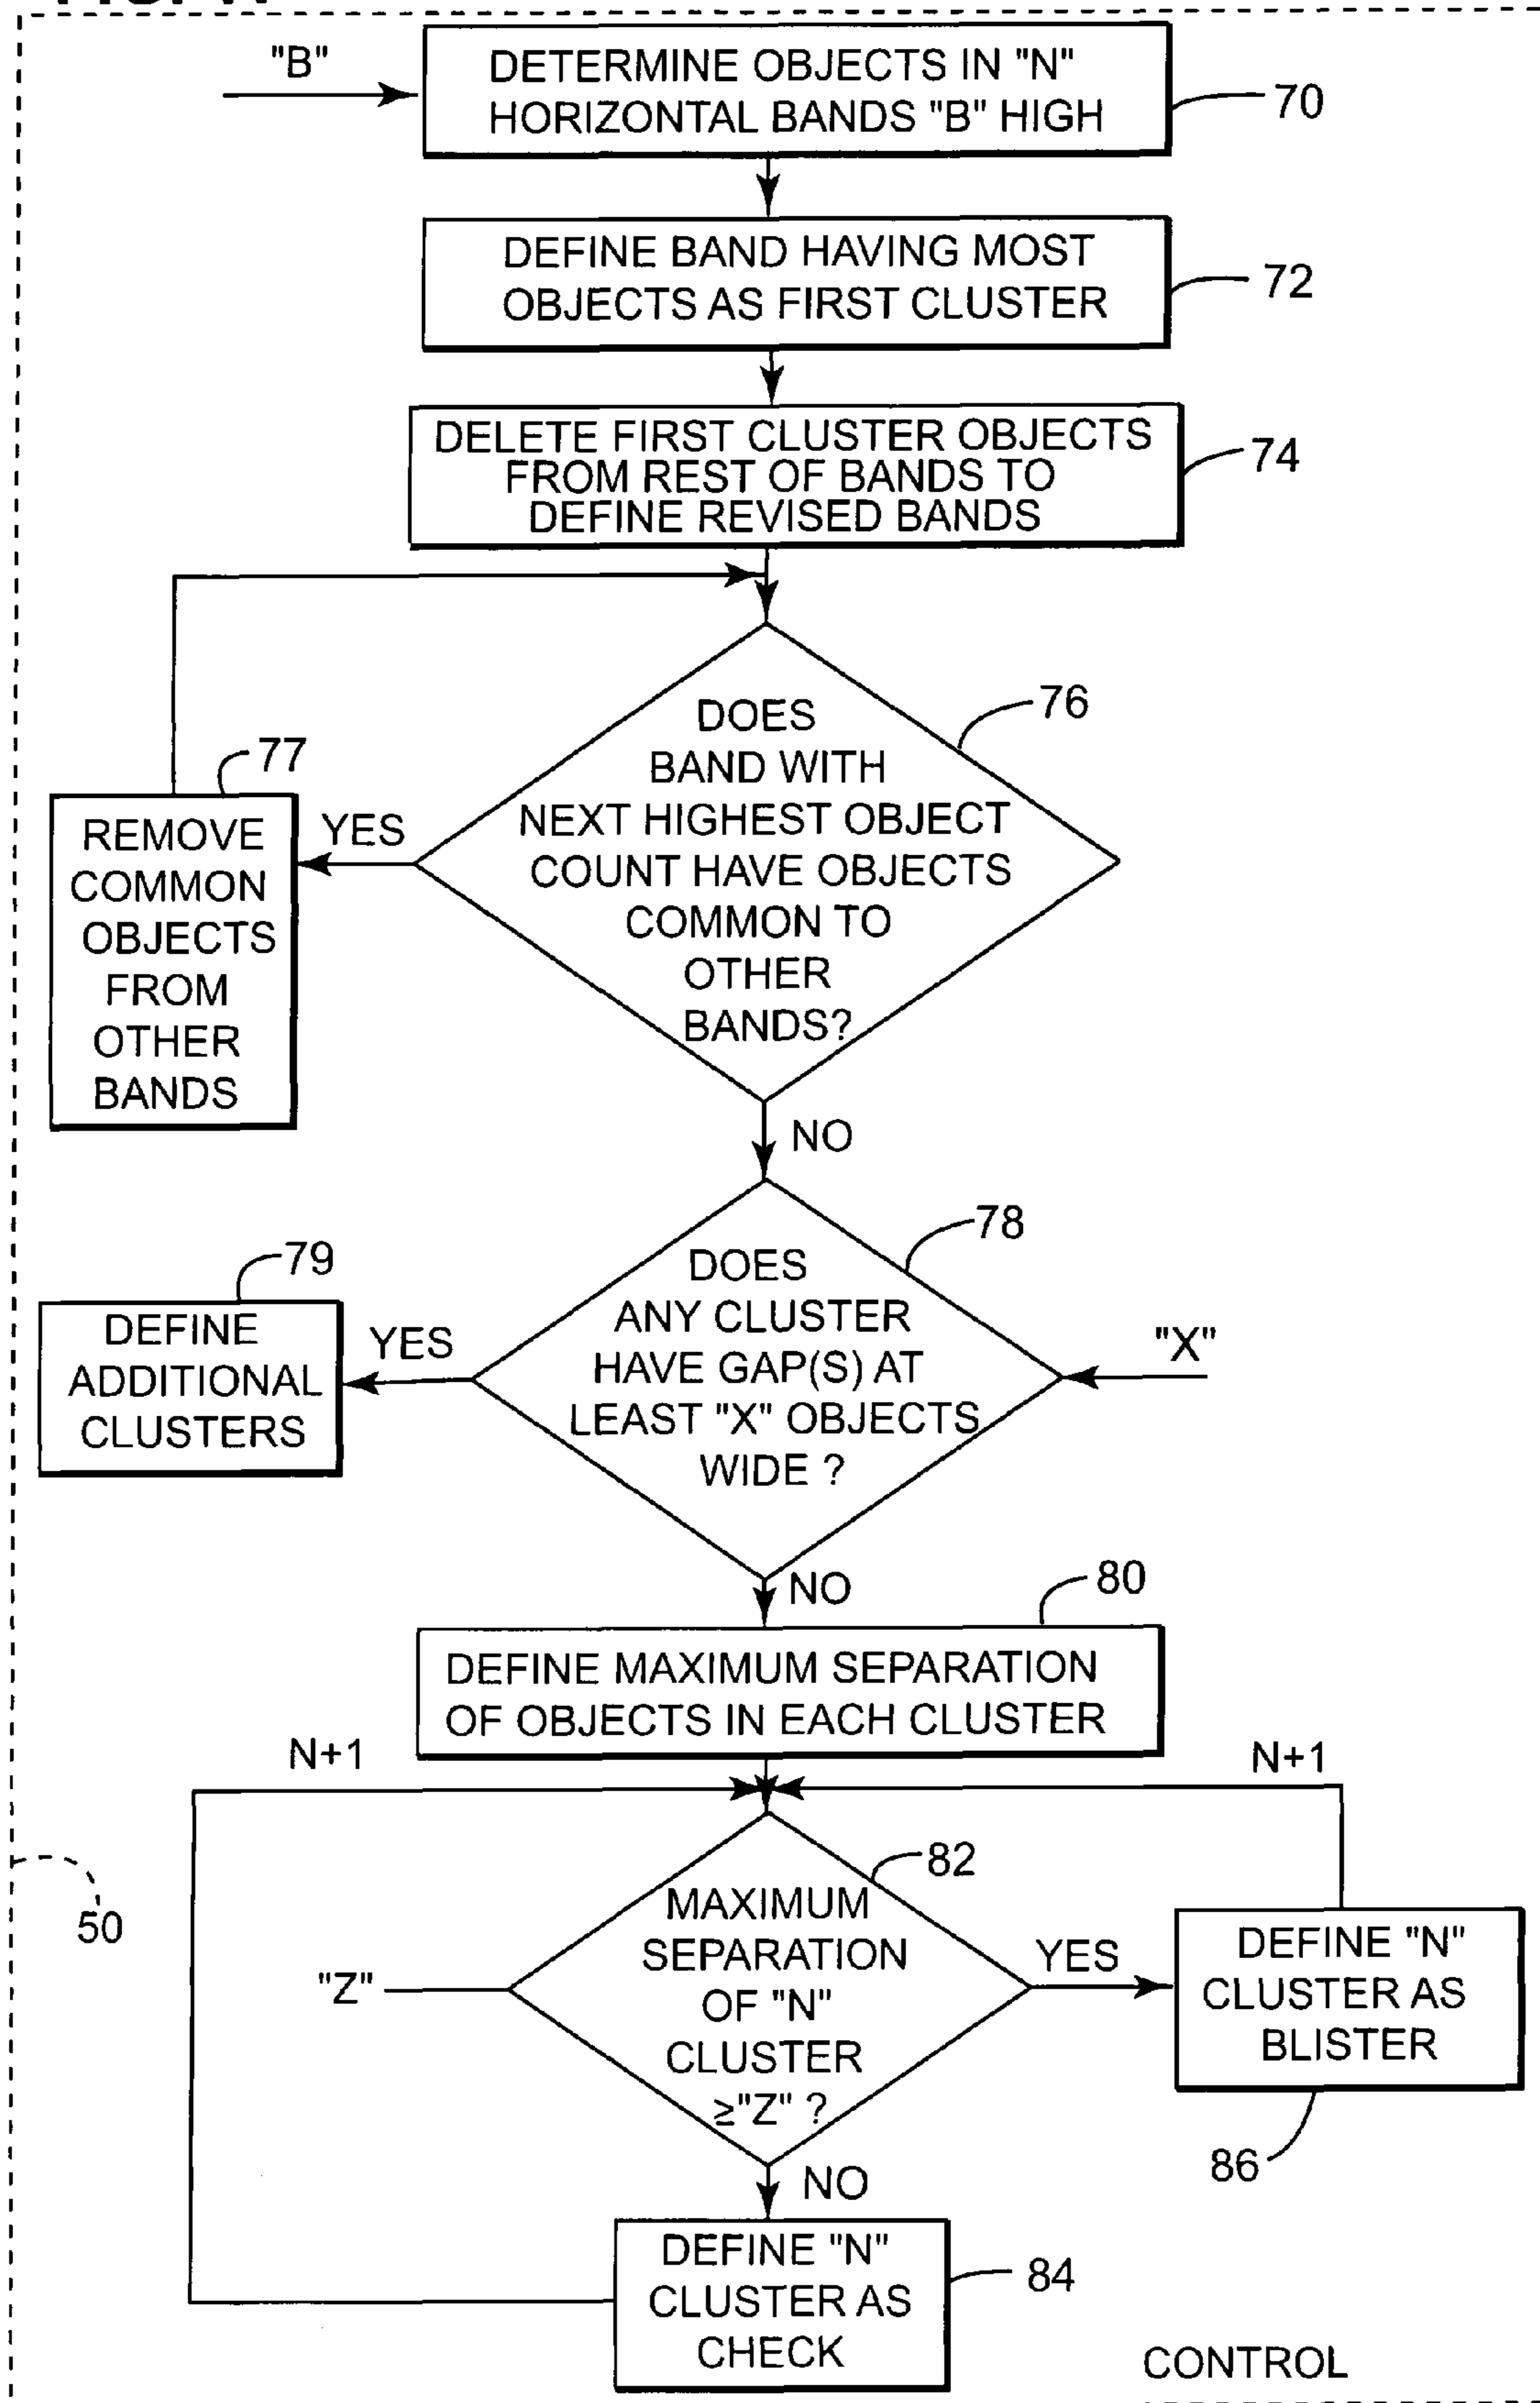 "B"
DETERMINE OBJECTS IN "N"
HORIZONTAL BANDS "B" HIGH
70
DEFINE BAND HAVING MOST
OBJECTS AS FIRST CLUSTER
72
DELETE FIRST CLUSTER OBJECTS
FROM REST OF BANDS TO
DEFINE REVISED BANDS
74
DOES
BAND WITH
NEXT HIGHEST OBJECT
COUNT HAVE OBJECTS
COMMON TO
OTHER
BANDS?
76
YES
77
REMOVE
COMMON
OBJECTS
FROM
OTHER
BANDS
NO
DOES
ANY CLUSTER
HAVE GAP(S) AT
LEAST "X" OBJECTS
WIDE ?
78
"X"
YES
79
DEFINE
ADDITIONAL
CLUSTERS
NO
80
DEFINE MAXIMUM SEPARATION
OF OBJECTS IN EACH CLUSTER
N+1
N+1
82
MAXIMUM
SEPARATION
OF "N"
CLUSTER
≥"Z" ?
"Z"
YES
DEFINE "N"
CLUSTER AS
BLISTER
86
50
NO
DEFINE "N"
CLUSTER AS
CHECK
84
CONTROL